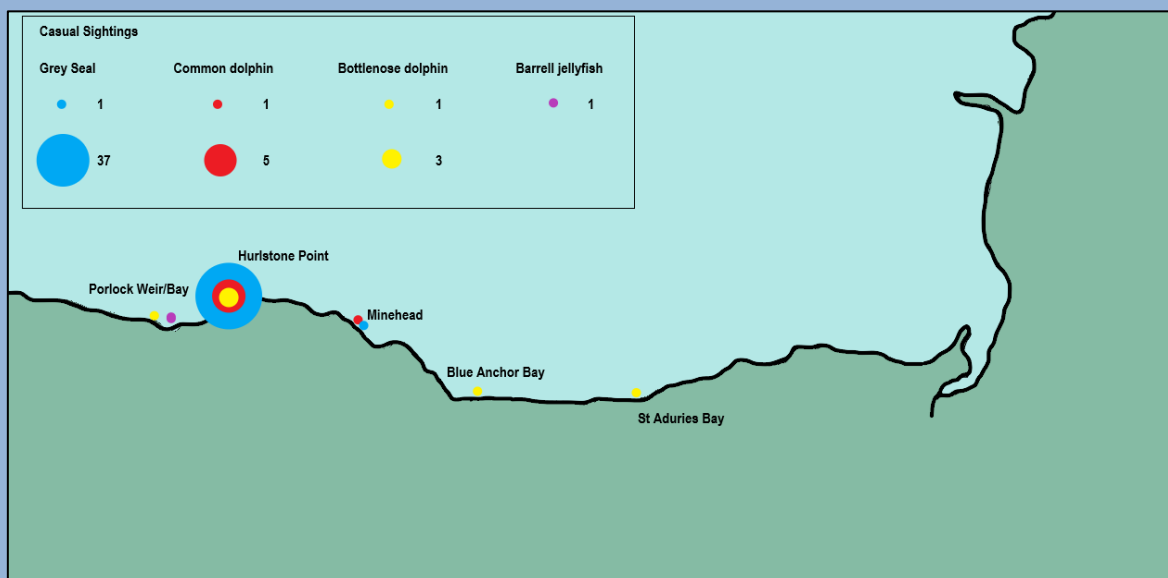 Casual Sightings
Grey Seal Common dolphin Bottlenose dolphin Barrell jellyfish
1 1 1 1
37 5 3
Hurlstone Point
Porlock Weir/Bay
Minehead
Blue Anchor Bay
St Aduries Bay